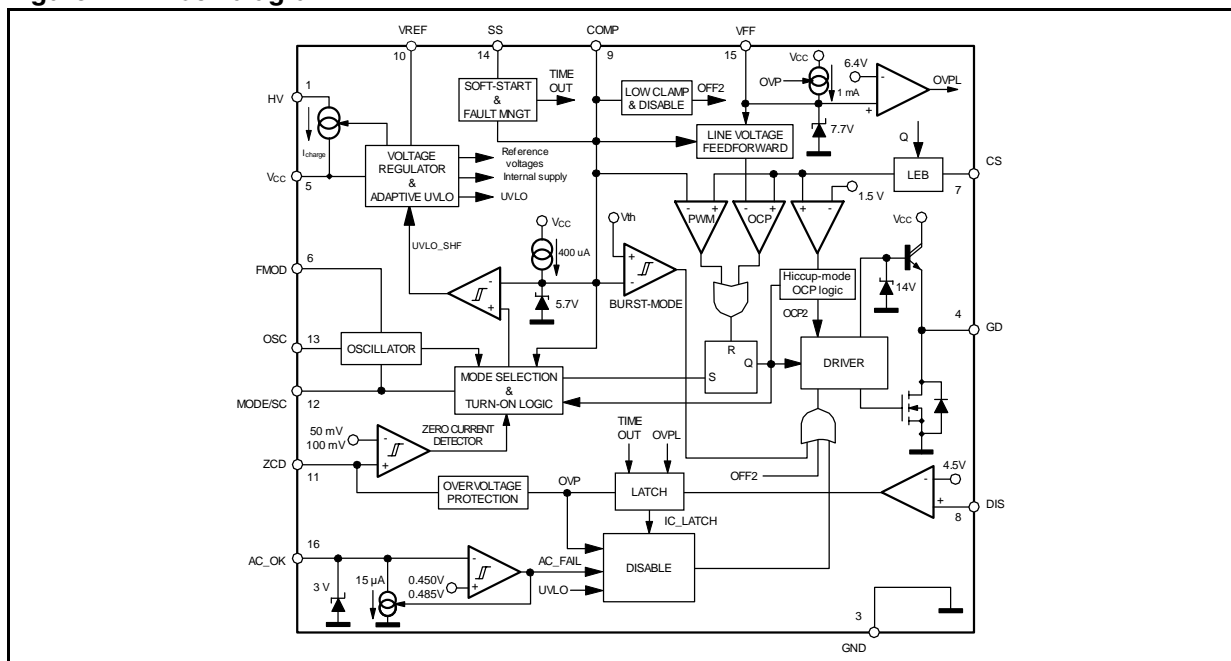 VREF
SS
COMP
VFF
10
14
9
15
Vcc
6.4V
OVP
OVPL
1 mA
1
HV
SOFT-START
&
FAULT MNGT
TIME
OUT
LOW CLAMP
& DISABLE
OFF2
7.7V
Icharge
LINE VOLTAGE
FEEDFORWARD
Q
VOLTAGE
REGULATOR
&
ADAPTIVE UVLO
Reference
voltages
Internal supply
UVLO
LEB
CS
7
Vcc
5
1.5 V
- +
PWM
- +
OCP
+ -
Vcc
UVLO_SHF
Vcc
400 uA
Vth
6
FMOD
-
+
5.7V
+
-
BURST-MODE
Hiccup-mode
OCP logic
14V
OCP2
4
GD
OSC
13
OSCILLATOR
R
S
Q
DRIVER
MODE SELECTION
&
TURN-ON LOGIC
MODE/SC
12
50 mV
100 mV
-
+
ZERO CURRENT
DETECTOR
TIME
OUT
OVPL
ZCD
11
OFF2
4.5V
-
+
OVERVOLTAGE
PROTECTION
OVP
LATCH
8
DIS
IC_LATCH
16
AC_OK
-
+
AC_FAIL
DISABLE
3 V
15 µA
0.450V
0.485V
UVLO
3
GND